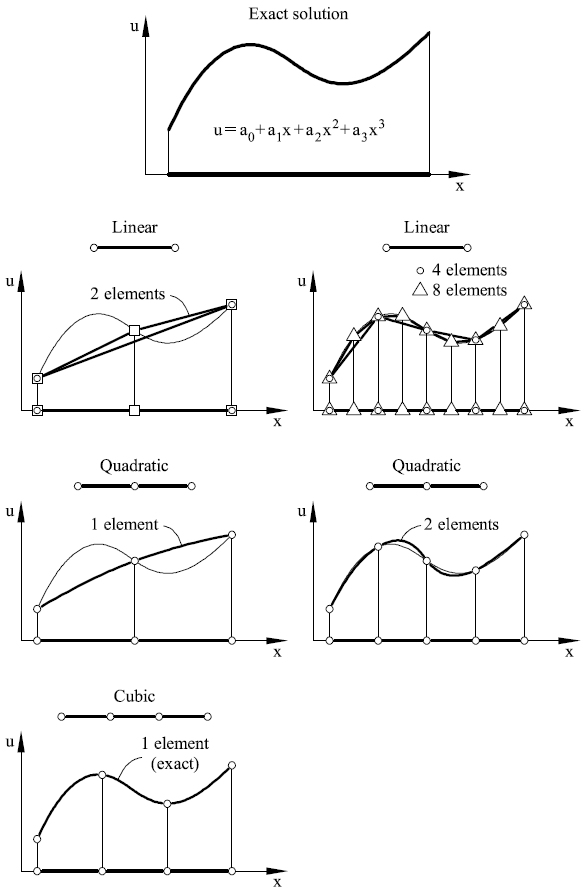 Exact solution
u
u = a₀ + a₁x + a₂x² + a₃x³
x
Linear
u
2 elements
x
Linear
4 elements
8 elements
u
x
Quadratic
u
1 element
x
Quadratic
u
2 elements
x
Cubic
u
1 element
(exact)
x